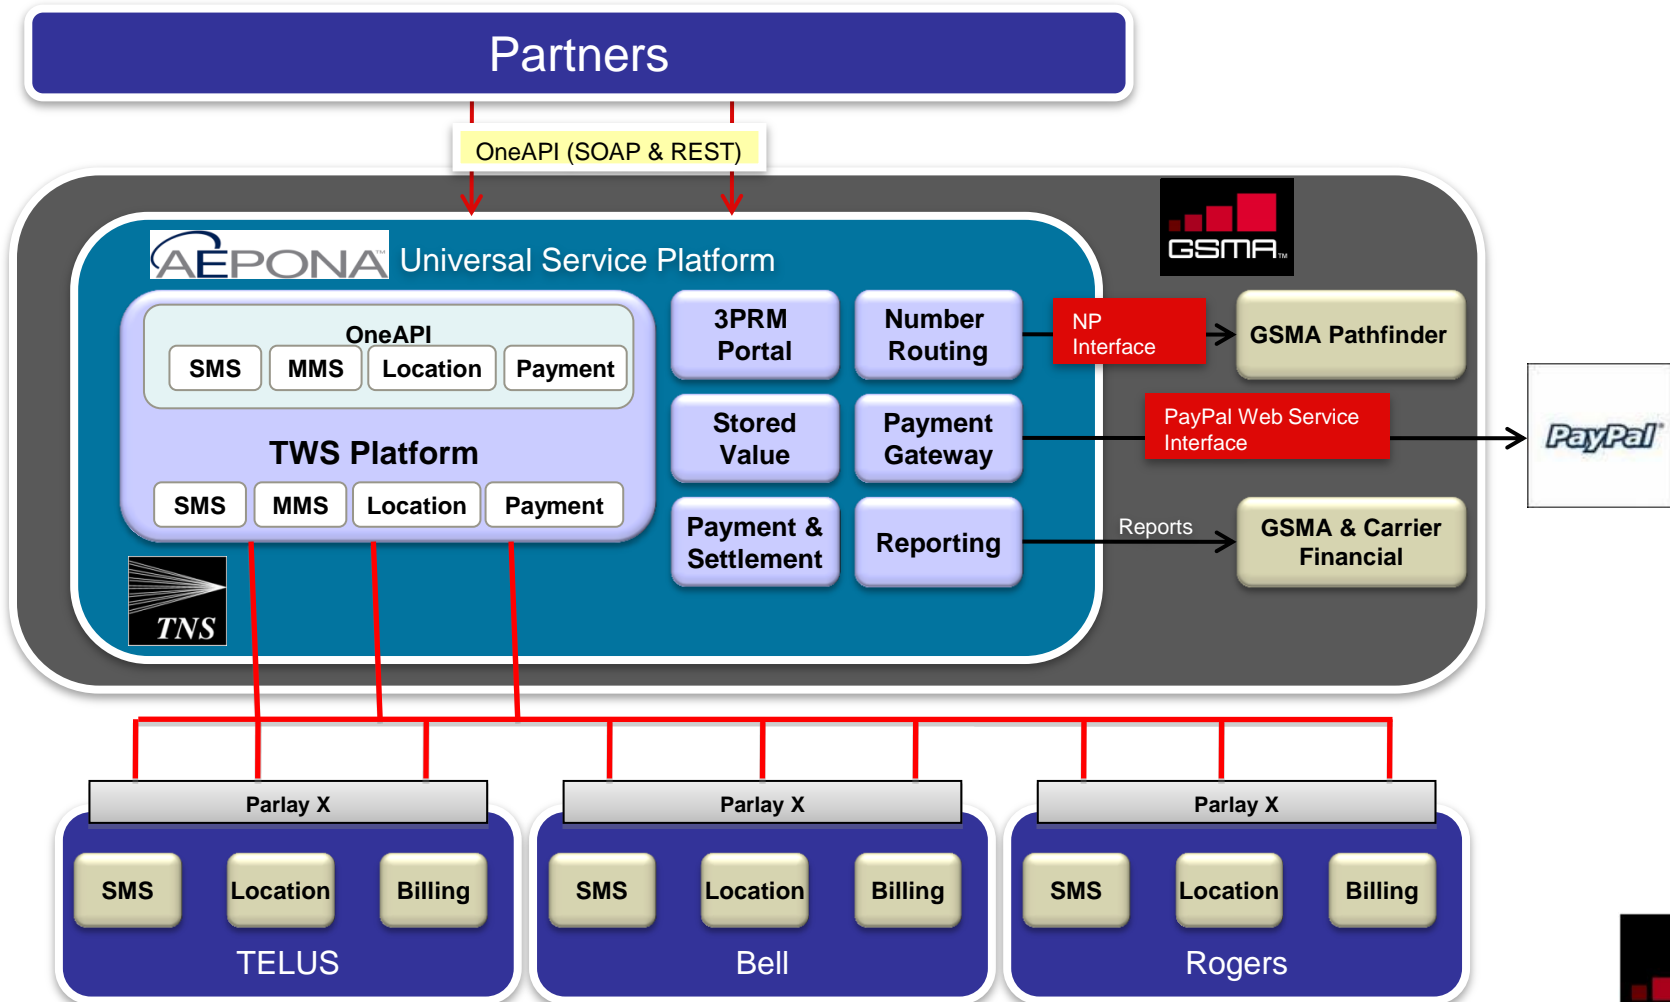 Partners
OneAPI (SOAP & REST)
GSMA™
AEPONA™ Universal Service Platform
OneAPI
SMS MMS Location Payment
TWS Platform
SMS MMS Location Payment
TNS
3PRM
Portal
Number
Routing
NP
Interface
GSMA Pathfinder
Stored
Value
Payment
Gateway
PayPal Web Service
Interface
PayPal®
Payment &
Settlement
Reporting
Reports
GSMA & Carrier
Financial
Parlay X
Parlay X
Parlay X
SMS Location Billing
SMS Location Billing
SMS Location Billing
TELUS
Bell
Rogers